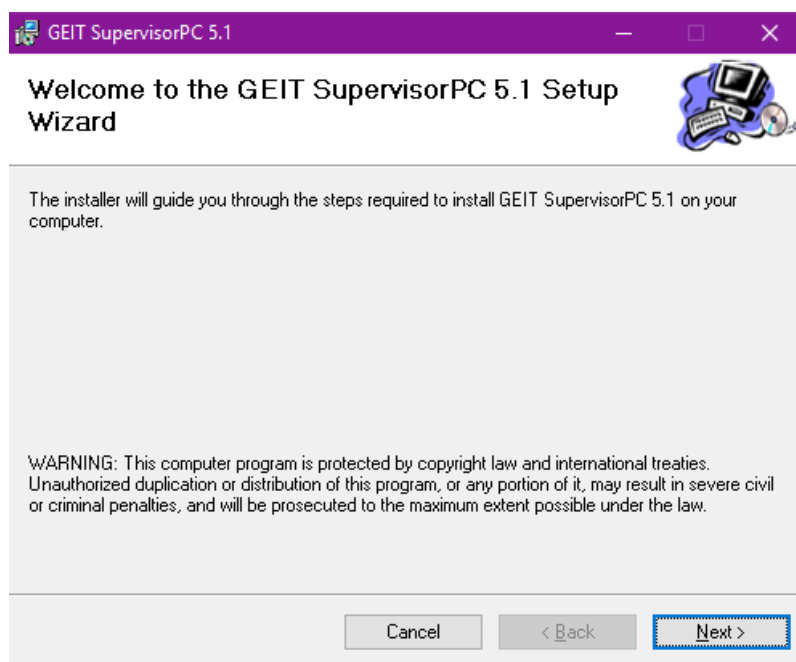 GEIT SupervisorPC 5.1
Welcome to the GEIT SupervisorPC 5.1 Setup
Wizard
The installer will guide you through the steps required to install GEIT SupervisorPC 5.1 on your
computer.
WARNING: This computer program is protected by copyright law and international treaties.
Unauthorized duplication or distribution of this program, or any portion of it, may result in severe civil
or criminal penalties, and will be prosecuted to the maximum extent possible under the law.
Cancel < Back Next >